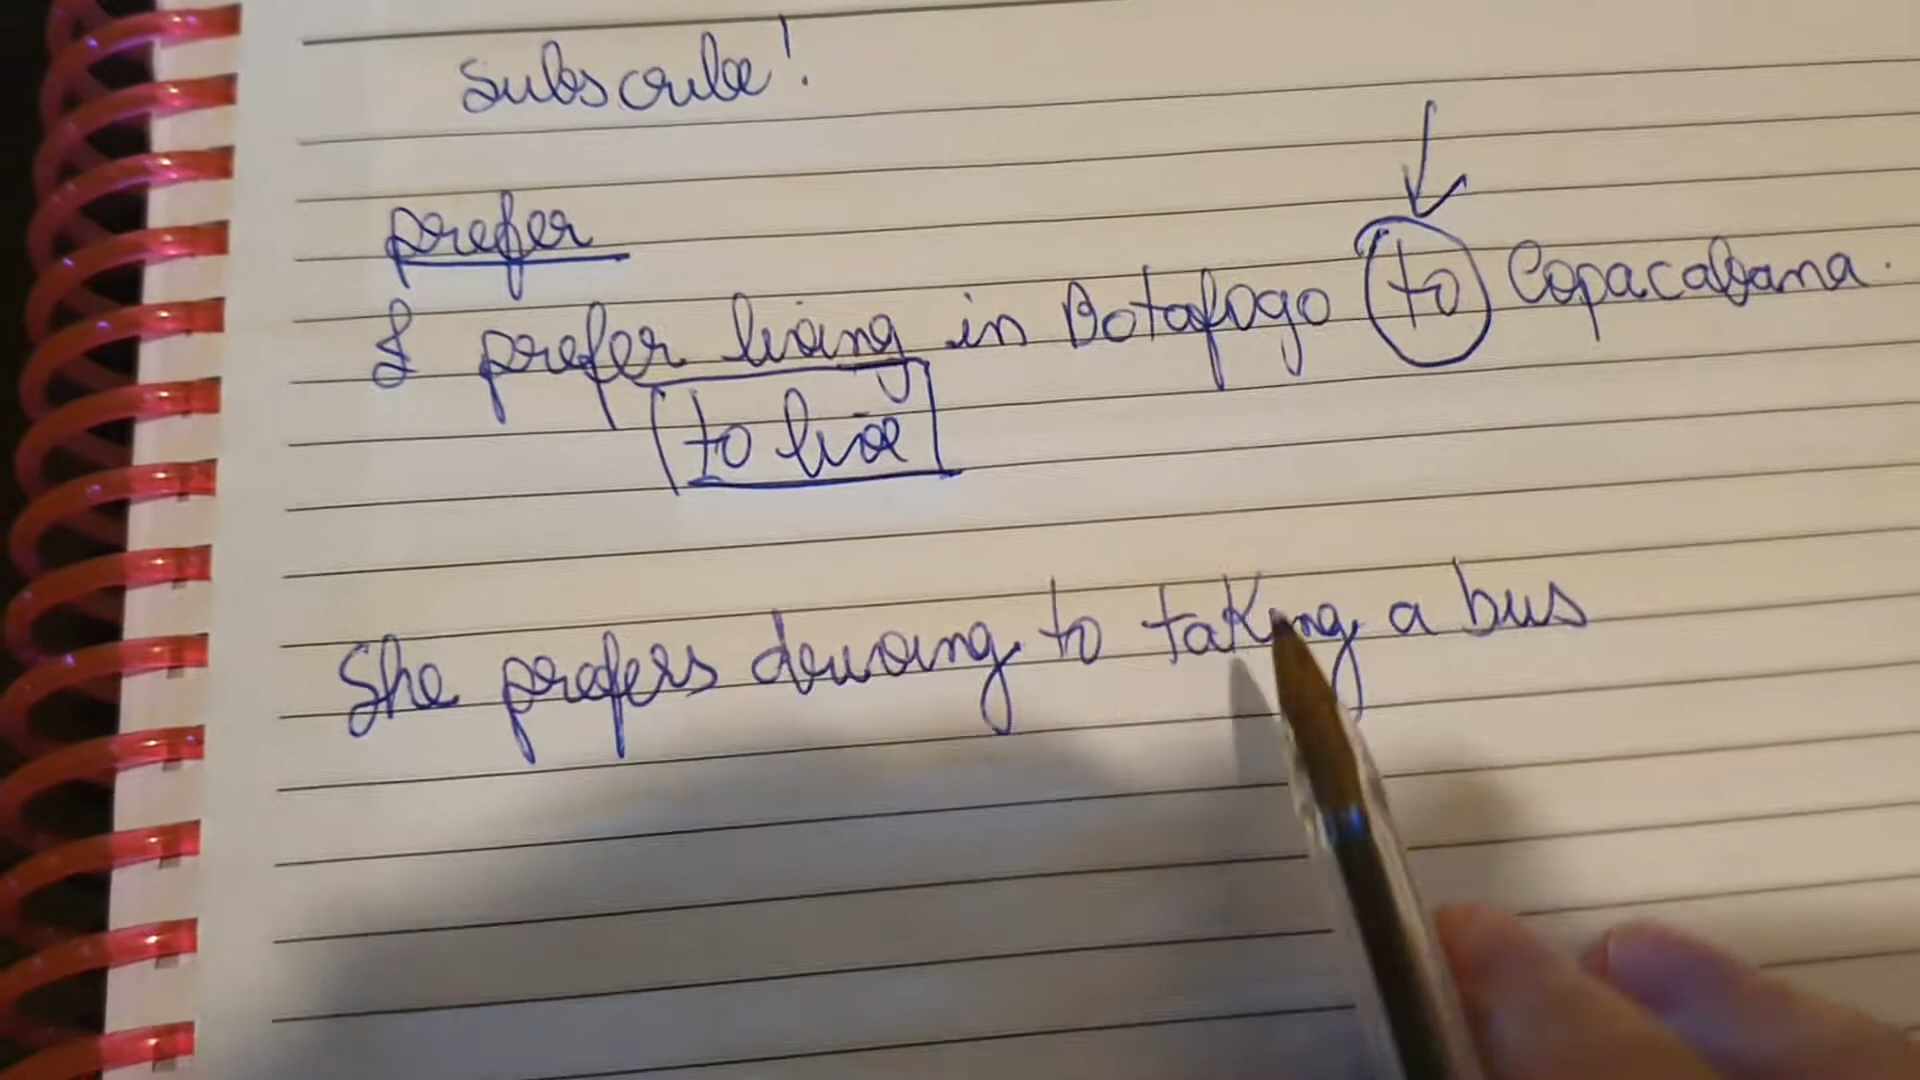 Subscribe!
prefer
I prefer living in Botafogo to Copacabana.
to live
She prefers driving to taking a bus